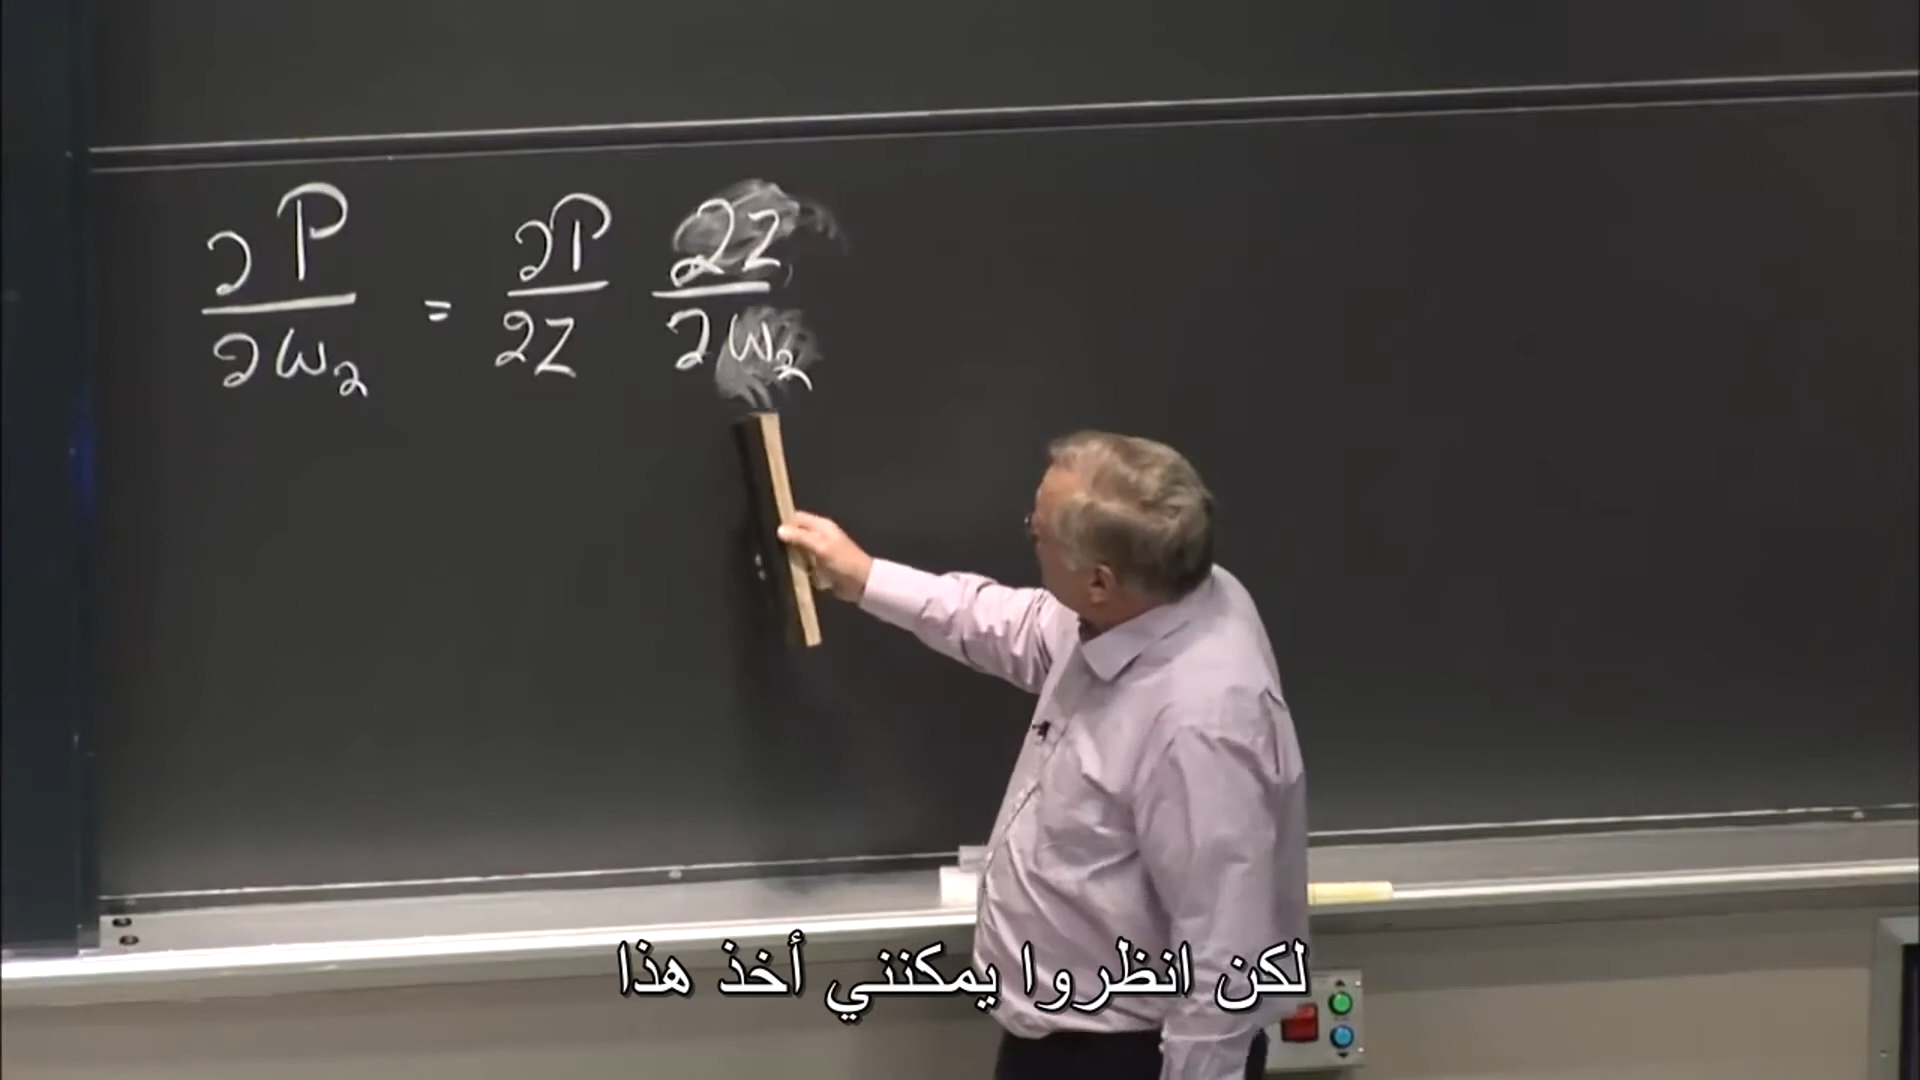 ∂P/∂w₂ = ∂P/∂z ∂z/∂w₂
لكن انظروا يمكنني أخذ هذا